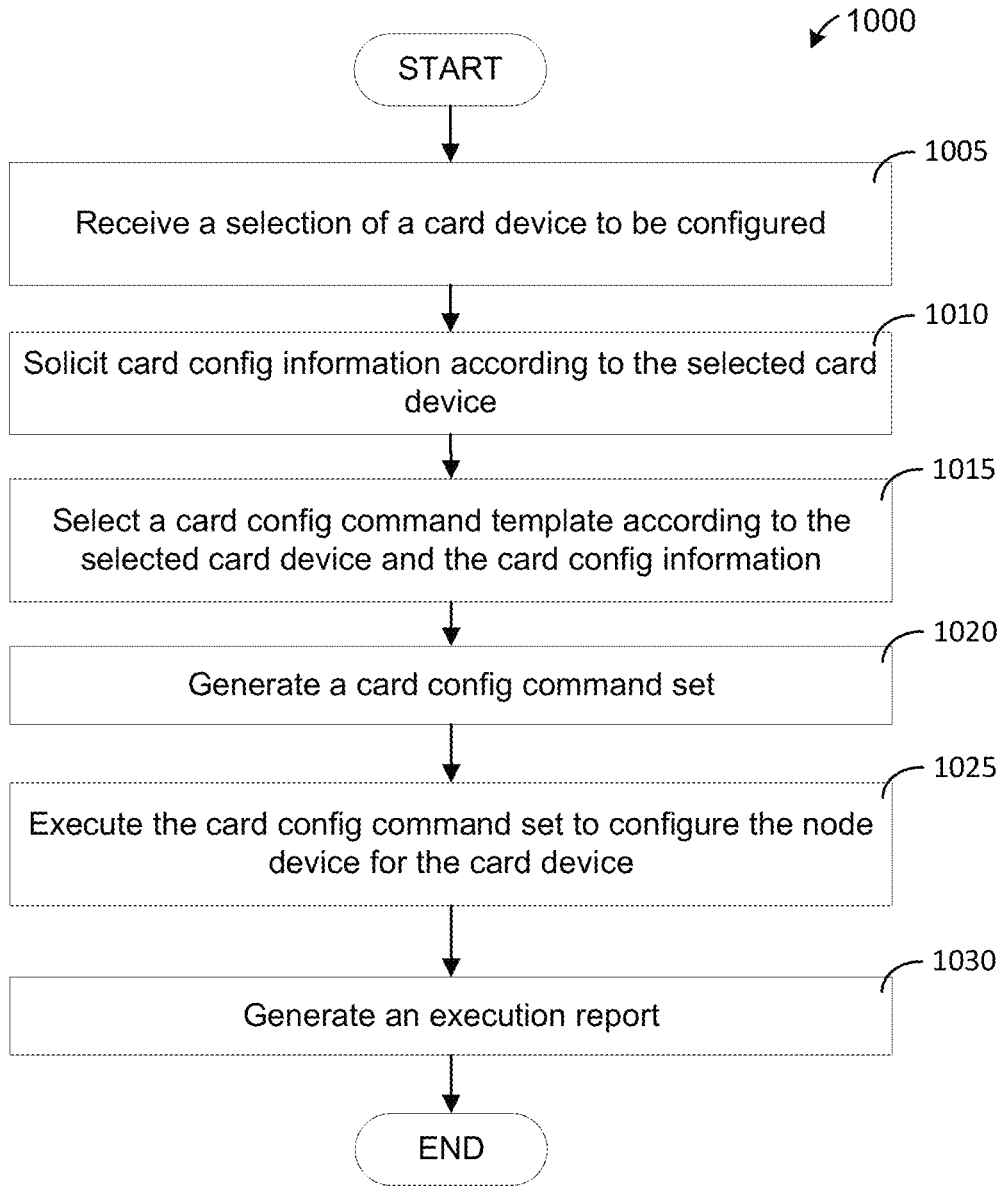 1000
START
1005
Receive a selection of a card device to be configured
1010
Solicit card config information according to the selected card
device
1015
Select a card config command template according to the
selected card device and the card config information
1020
Generate a card config command set
1025
Execute the card config command set to configure the node
device for the card device
1030
Generate an execution report
END